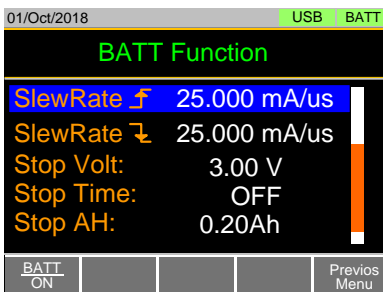 01/Oct/2018 USB BATT
BATT Function
SlewRate 25.000 mA/us
SlewRate 25.000 mA/us
Stop Volt: 3.00 V
Stop Time: OFF
Stop AH: 0.20Ah
BATT Previos
ON Menu